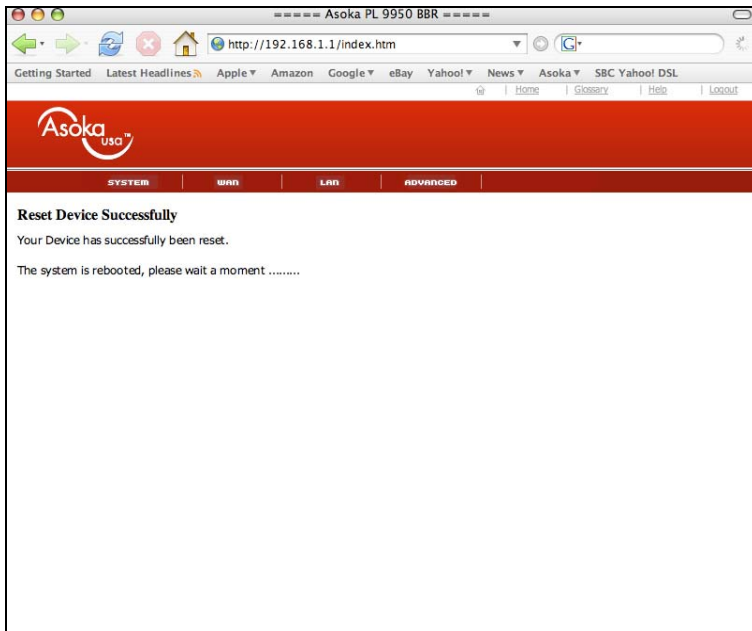 ===== Asoka PL 9950 BBR =====
http://192.168.1.1/index.htm
G
Getting Started Latest Headlines Apple Amazon Google eBay Yahoo! News Asoka SBC Yahoo! DSL
| Home | Glossary | Help | Logout
Asoka
USA™
SYSTEM | WAN | LAN | ADVANCED |
Reset Device Successfully
Your Device has successfully been reset.
The system is rebooted, please wait a moment .........